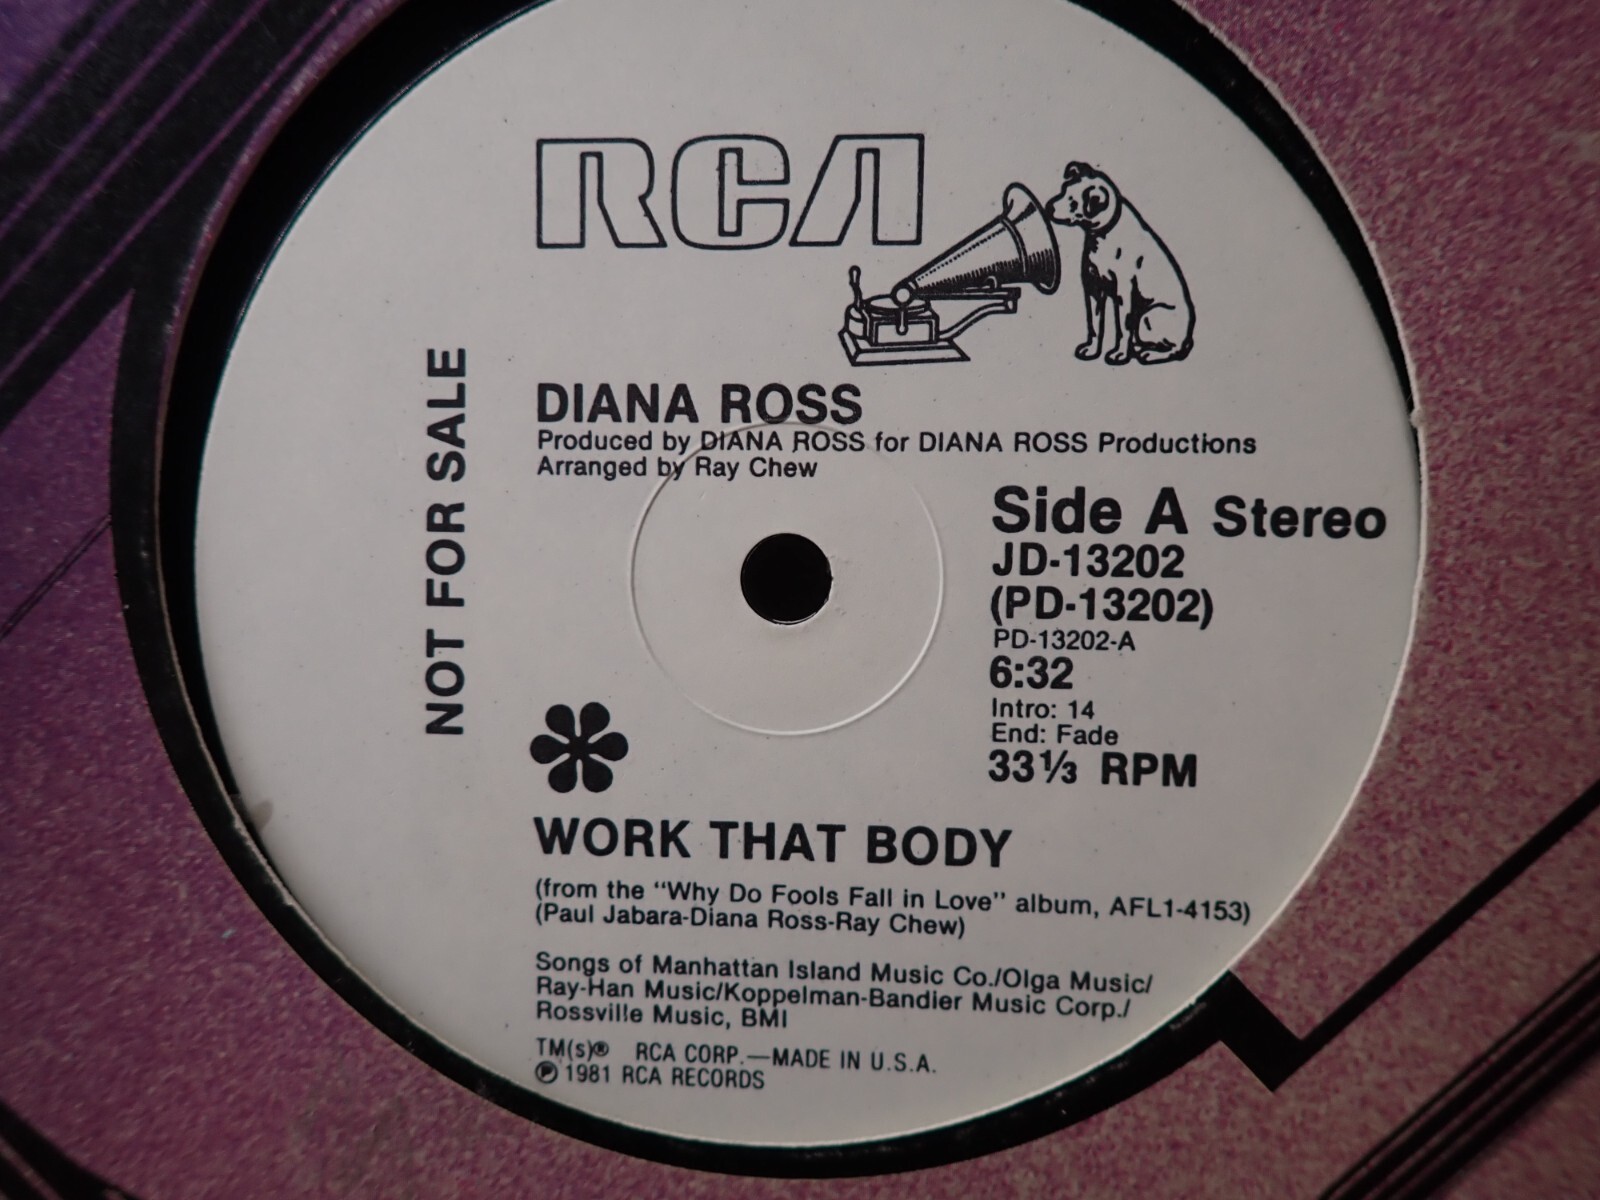 RCA
NOT FOR SALE
DIANA ROSS
Produced by DIANA ROSS for DIANA ROSS Productions
Arranged by Ray Chew
Side A Stereo
JD-13202
(PD-13202)
PD-13202-A
6:32
Intro: 14
End: Fade
33⅓ RPM
WORK THAT BODY
(from the "Why Do Fools Fall in Love" album, AFL1-4153)
(Paul Jabara-Diana Ross-Ray Chew)
Songs of Manhattan Island Music Co./Olga Music/
Ray-Han Music/Koppelman-Bandier Music Corp./
Rossville Music, BMI
TM(s)® RCA CORP.—MADE IN U.S.A.
℗ 1981 RCA RECORDS